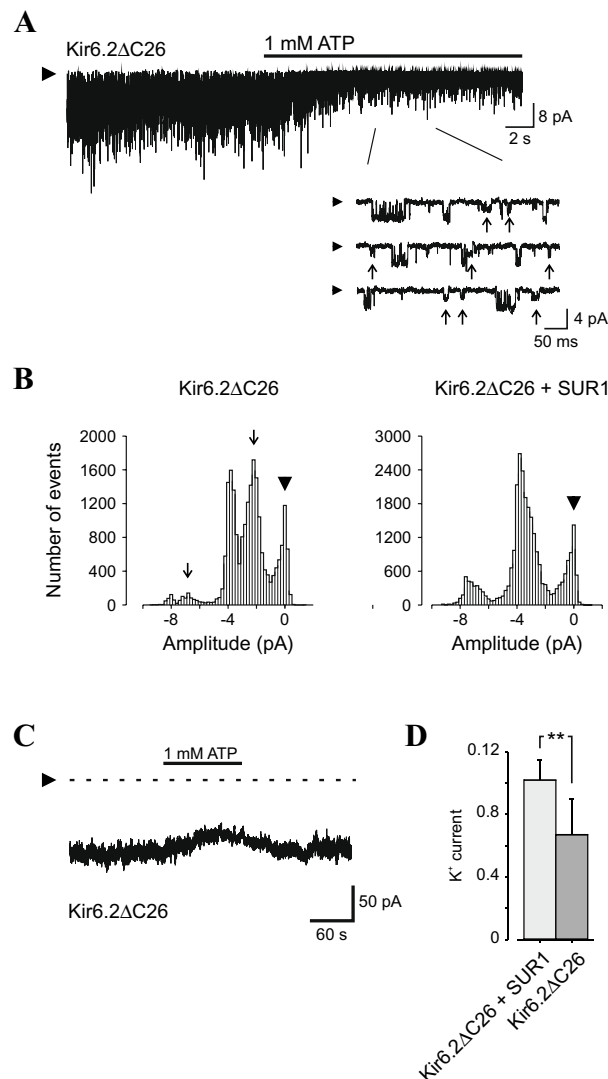 A
Kir6.2ΔC26
1 mM ATP
8 pA
2 s
4 pA
50 ms
B
Kir6.2ΔC26
Kir6.2ΔC26 + SUR1
Number of events
2000
1600
1200
800
400
0
-8
-4
0
Amplitude (pA)
3000
2400
1800
1200
600
0
-8
-4
0
Amplitude (pA)
C
1 mM ATP
Kir6.2ΔC26
50 pA
60 s
D
**
K⁺ current
0.12
0.8
0.4
0
Kir6.2ΔC26 + SUR1
Kir6.2ΔC26